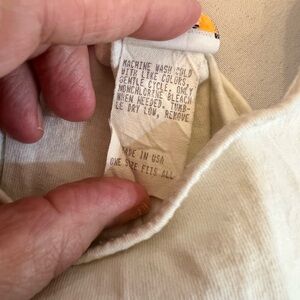 MACHINE WASH COLD
WITH LIKE COLORS,
GENTLE CYCLE, ONLY
NONCHLORINE BLEACH
WHEN NEEDED. TUMB-
LE DRY LOW, REMOVE
MADE IN USA
ONE SIZE FITS ALL